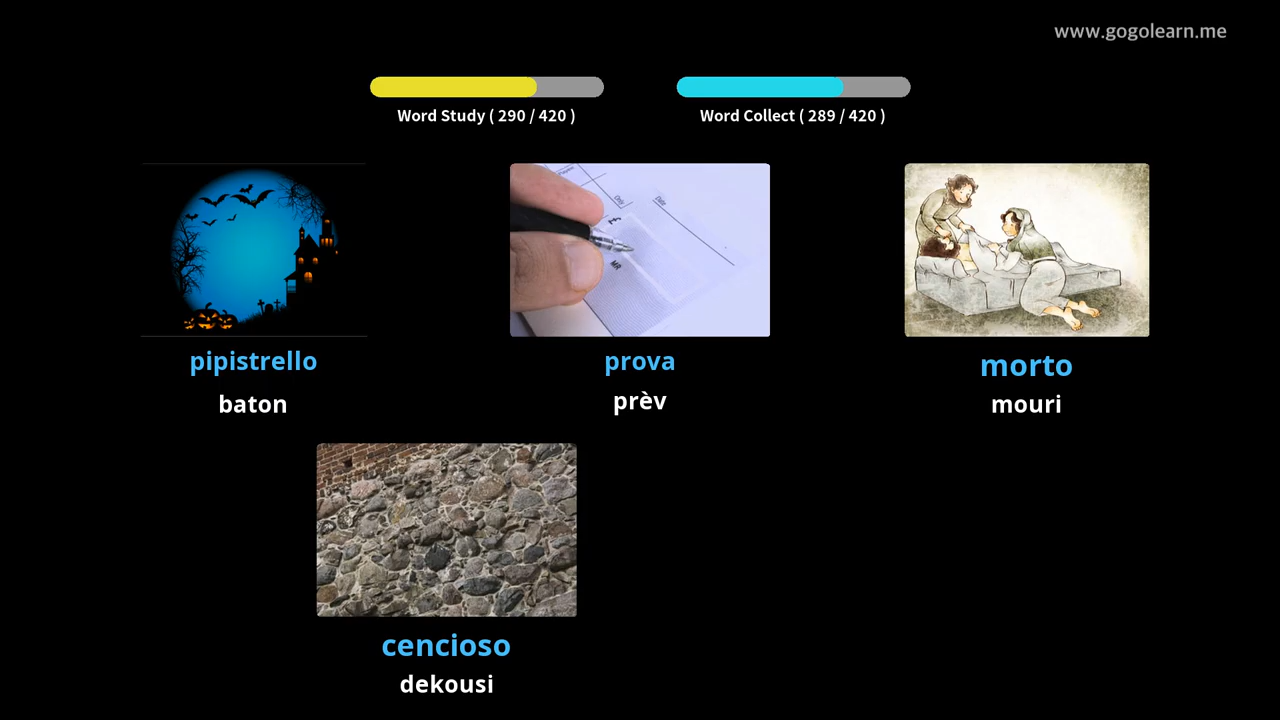 www.gogolearn.me
Word Study ( 290 / 420 )
Word Collect ( 289 / 420 )
pipistrello
baton
prova
prèv
morto
mouri
cencioso
dekousi